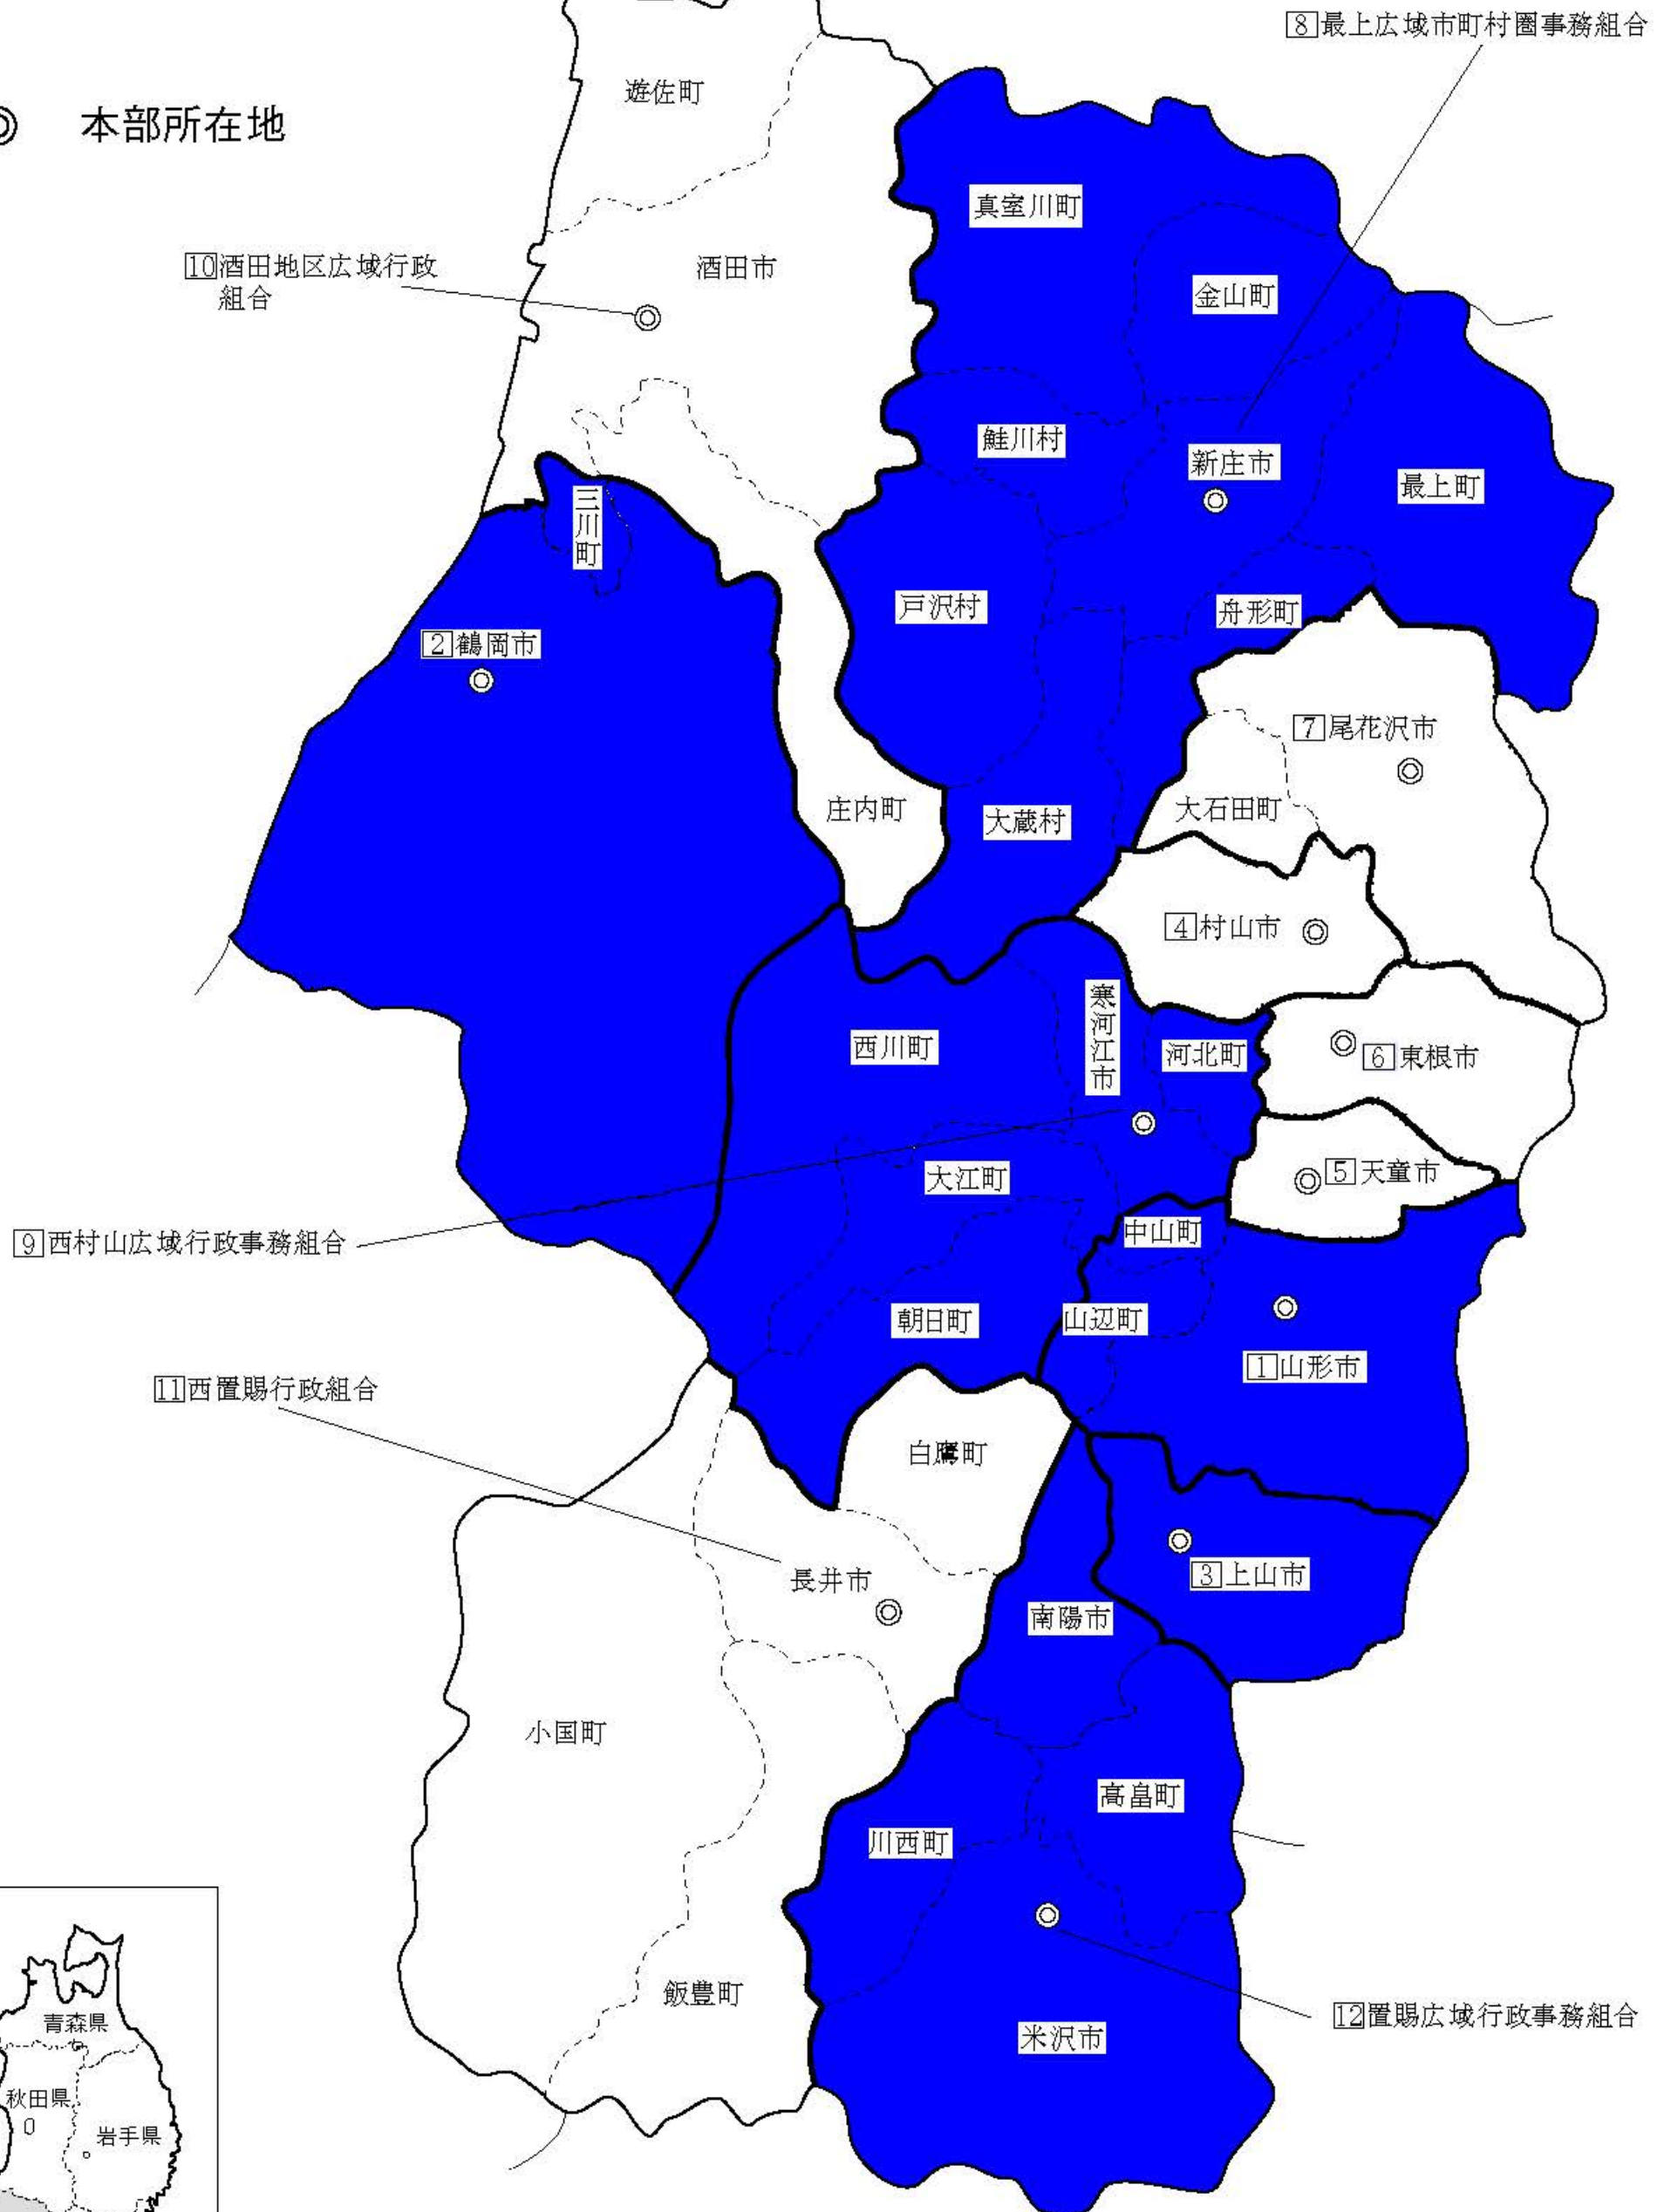 8最上広域市町村圏事務組合
遊佐町
◎ 本部所在地
真室川町
10酒田地区広域行政
組合
酒田市
金山町
鮭川村
新庄市
最上町
三川町
戸沢村
舟形町
2鶴岡市
7尾花沢市
庄内町
大石田町
大蔵村
4村山市
寒河江市
西川町
河北町
6東根市
大江町
5天童市
9西村山広域行政事務組合
中山町
朝日町
山辺町
1山形市
11西置賜行政組合
白鷹町
長井市
3上山市
南陽市
小国町
高畠町
川西町
飯豊町
12置賜広域行政事務組合
米沢市
青森県
秋田県
岩手県